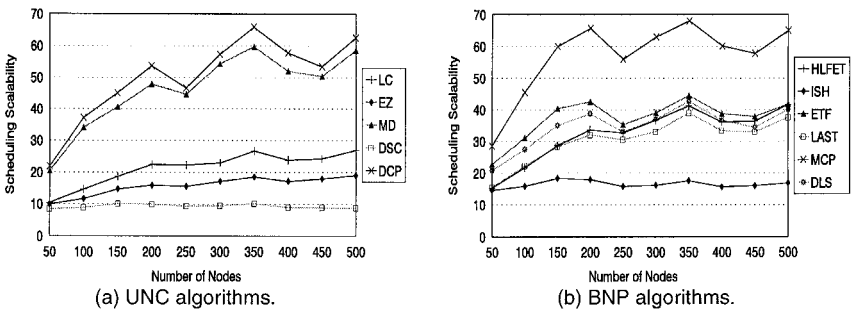 Scheduling Scalability
70
60
50
40
30
20
10
0
50 100 150 200 250 300 350 400 450 500
Number of Nodes
LC
EZ
MD
DSC
DCP
(a) UNC algorithms.
Scheduling Scalability
70
60
50
40
30
20
10
0
50 100 150 200 250 300 350 400 450 500
Number of Nodes
HLFET
ISH
ETF
LAST
MCP
DLS
(b) BNP algorithms.